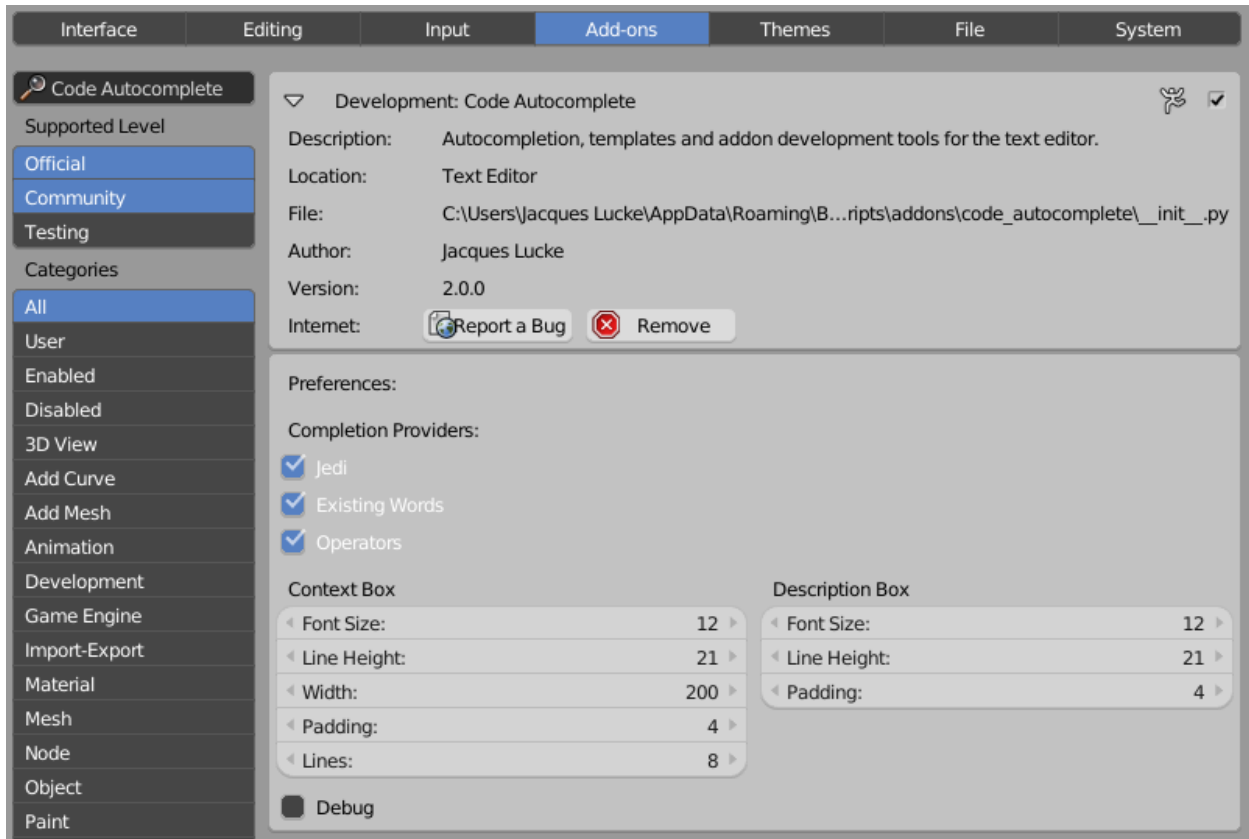 Interface Editing Input Add-ons Themes File System
Code Autocomplete
Supported Level
Official
Community
Testing
Categories
All
User
Enabled
Disabled
3D View
Add Curve
Add Mesh
Animation
Development
Game Engine
Import-Export
Material
Mesh
Node
Object
Paint
Development: Code Autocomplete
Description: Autocompletion, templates and addon development tools for the text editor.
Location: Text Editor
File: C:\Users\Jacques Lucke\AppData\Roaming\B...ripts\addons\code_autocomplete\__init__.py
Author: Jacques Lucke
Version: 2.0.0
Internet: Report a Bug Remove
Preferences:
Completion Providers:
Jedi
Existing Words
Operators
Context Box
Font Size: 12
Line Height: 21
Width: 200
Padding: 4
Lines: 8
Description Box
Font Size: 12
Line Height: 21
Padding: 4
Debug